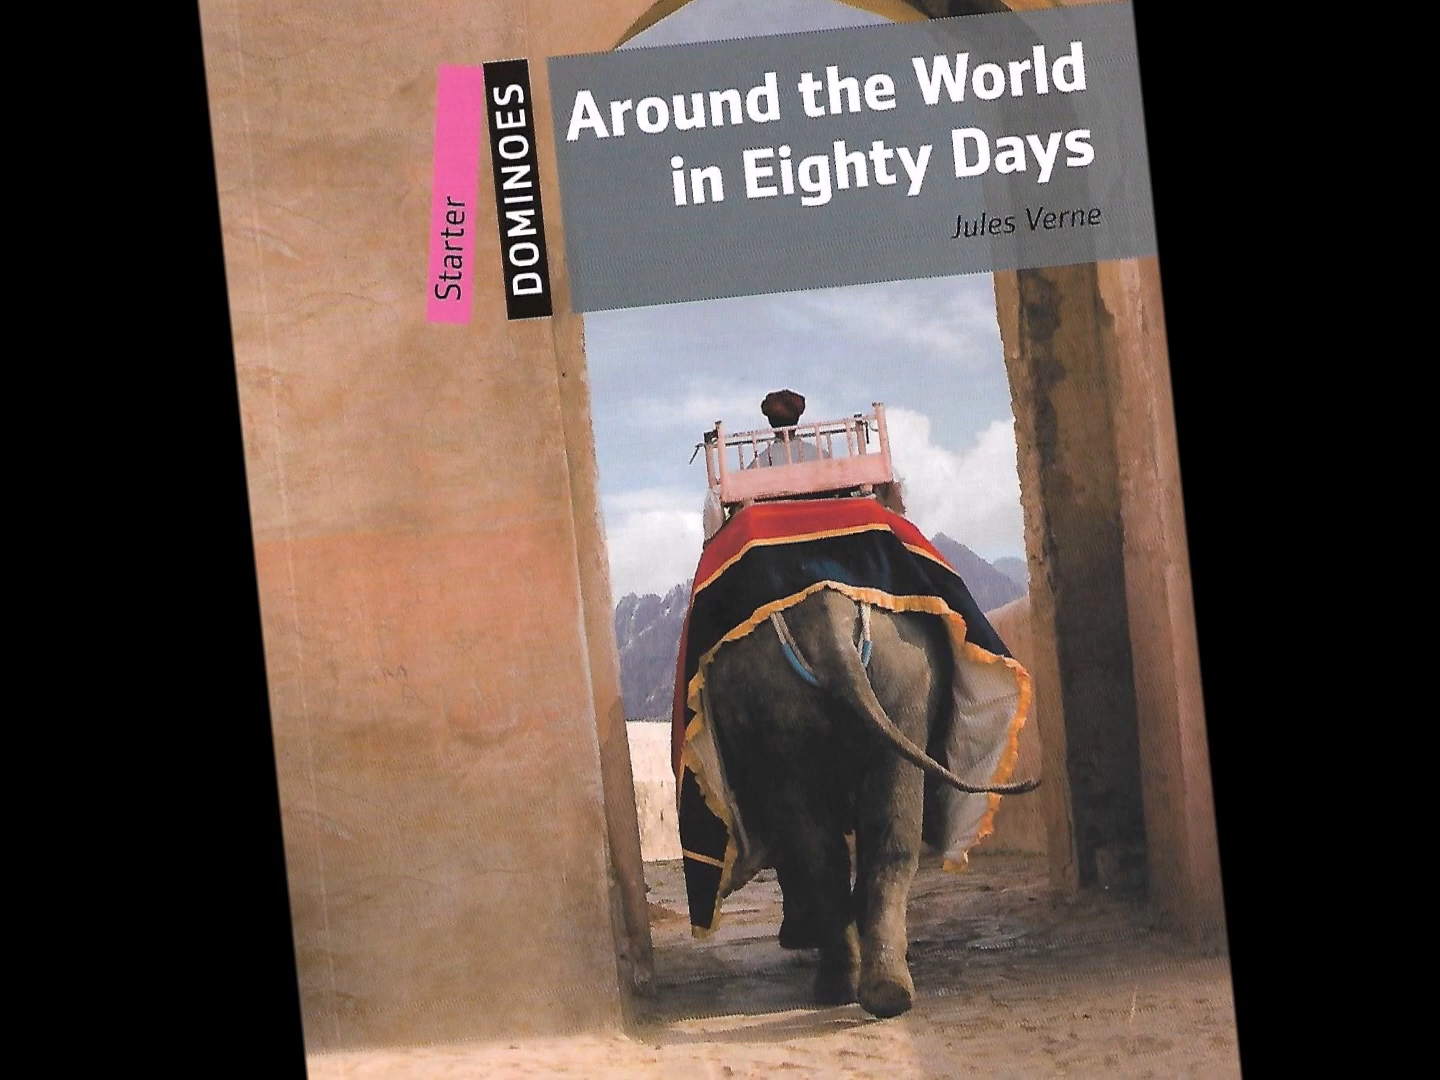 Starter
DOMINOES
Around the World
in Eighty Days
Jules Verne